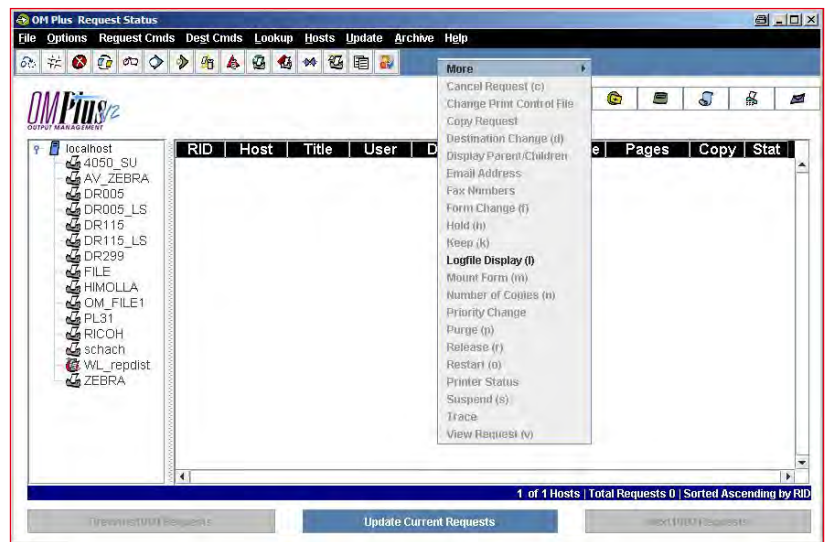 OM Plus Request Status
File Options Request Cmds Dest Cmds Lookup Hosts Update Archive Help
OMPlus/2
OUTPUT MANAGEMENT
localhost
4050_SU
AV_ZEBRA
DR005
DR005_LS
DR115
DR115_LS
DR299
FILE
HIMOLLA
OM_FILE1
PL31
RICOH
schach
WL_repdist
ZEBRA
RID | Host | Title | User | D e | Pages | Copy | Stat
More
Cancel Request (c)
Change Print Control File
Copy Request
Destination Change (d)
Display Parent/Children
Email Address
Fax Numbers
Form Change (f)
Hold (h)
Keep (k)
Logfile Display (l)
Mount Form (m)
Number of Copies (n)
Priority Change
Purge (p)
Release (r)
Restart (o)
Printer Status
Suspend (s)
Trace
View Request (v)
1 of 1 Hosts | Total Requests 0 | Sorted Ascending by RID
Update Current Requests